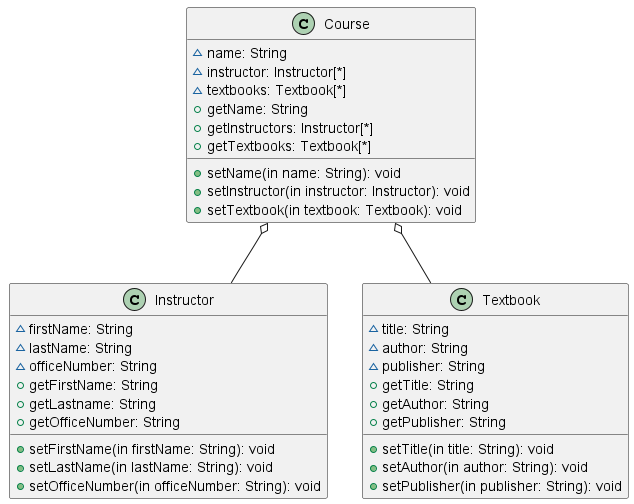 C Course
name: String
instructor: Instructor[*]
textbooks: Textbook[*]
getName: String
getInstructors: Instructor[*]
getTextbooks: Textbook[*]
setName(in name: String): void
setInstructor(in instructor: Instructor): void
setTextbook(in textbook: Textbook): void
C Instructor
firstName: String
lastName: String
officeNumber: String
getFirstName: String
getLastname: String
getOfficeNumber: String
setFirstName(in firstName: String): void
setLastName(in lastName: String): void
setOfficeNumber(in officeNumber: String): void
C Textbook
title: String
author: String
publisher: String
getTitle: String
getAuthor: String
getPublisher: String
setTitle(in title: String): void
setAuthor(in author: String): void
setPublisher(in publisher: String): void